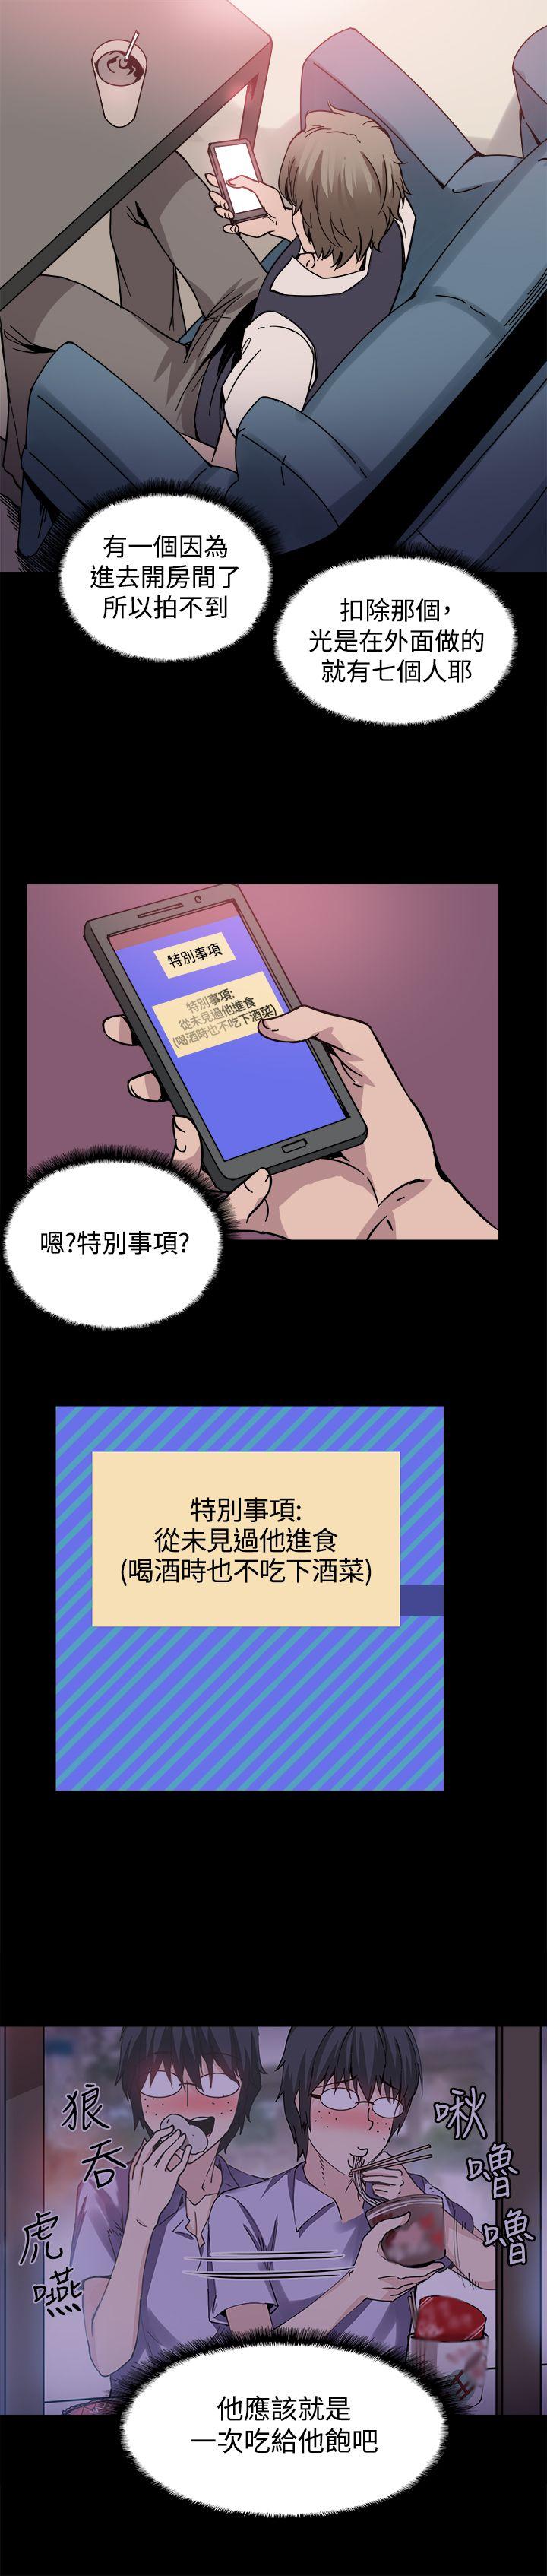 有一個因為
進去開房間了
所以拍不到
扣除那個，
光是在外面做的
就有七個人耶
特別事項
特別事項:
從未見過他進食
(喝酒時也不吃下酒菜)
嗯?特別事項?
特別事項:
從未見過他進食
(喝酒時也不吃下酒菜)
狼
吞
虎
嚥
啾
嚕
嚕
他應該就是
一次吃給他飽吧